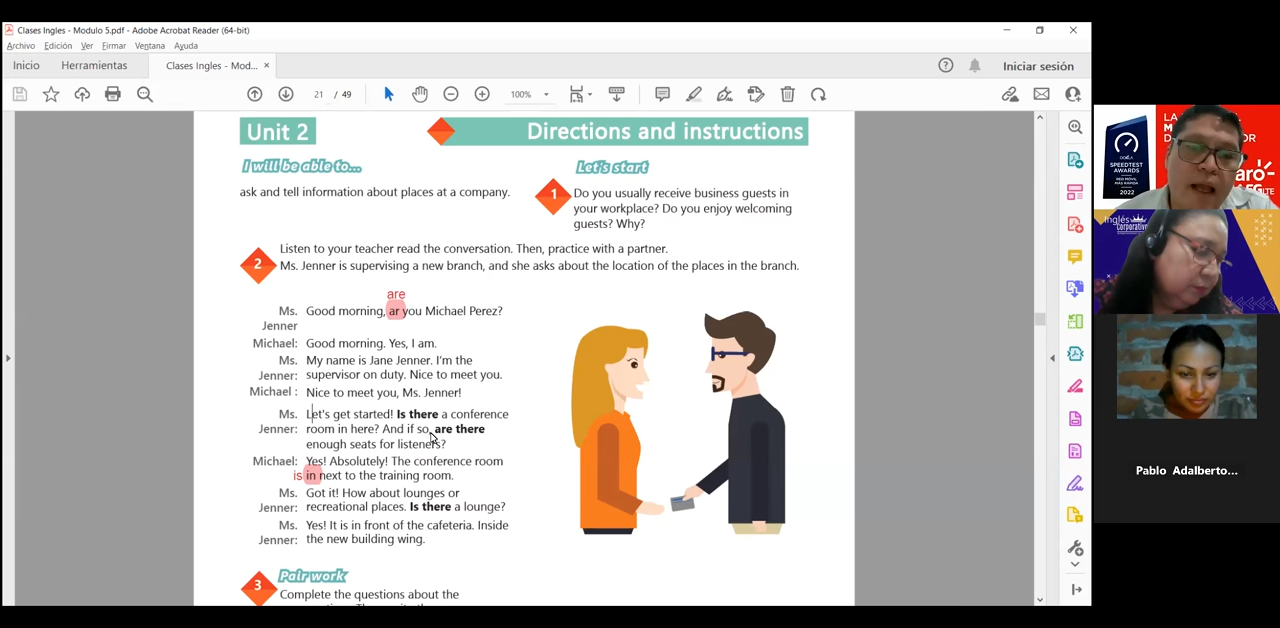 Clases Ingles - Modulo 5.pdf - Adobe Acrobat Reader (64-bit)
Archivo Edición Ver Firmar Ventana Ayuda
Inicio Herramientas Clases Ingles - Mod... × Iniciar sesión
21 / 49 100%
Unit 2 Directions and instructions
I will be able to...
ask and tell information about places at a company.
Let's start
1 Do you usually receive business guests in
your workplace? Do you enjoy welcoming
guests? Why?
2 Listen to your teacher read the conversation. Then, practice with a partner.
Ms. Jenner is supervising a new branch, and she asks about the location of the places in the branch.
are
Ms. Good morning, ar you Michael Perez?
Jenner
Michael: Good morning. Yes, I am.
Ms. My name is Jane Jenner. I'm the
Jenner: supervisor on duty. Nice to meet you.
Michael : Nice to meet you, Ms. Jenner!
Ms. Let's get started! Is there a conference
Jenner: room in here? And if so, are there
enough seats for listeners?
Michael: Yes! Absolutely! The conference room
is in next to the training room.
Ms. Got it! How about lounges or
Jenner: recreational places. Is there a lounge?
Ms. Yes! It is in front of the cafeteria. Inside
Jenner: the new building wing.
3 Pair work
Complete the questions about the
SPEEDTEST
AWARDS
2022
Inglés
Corporativo
Pablo Adalberto...